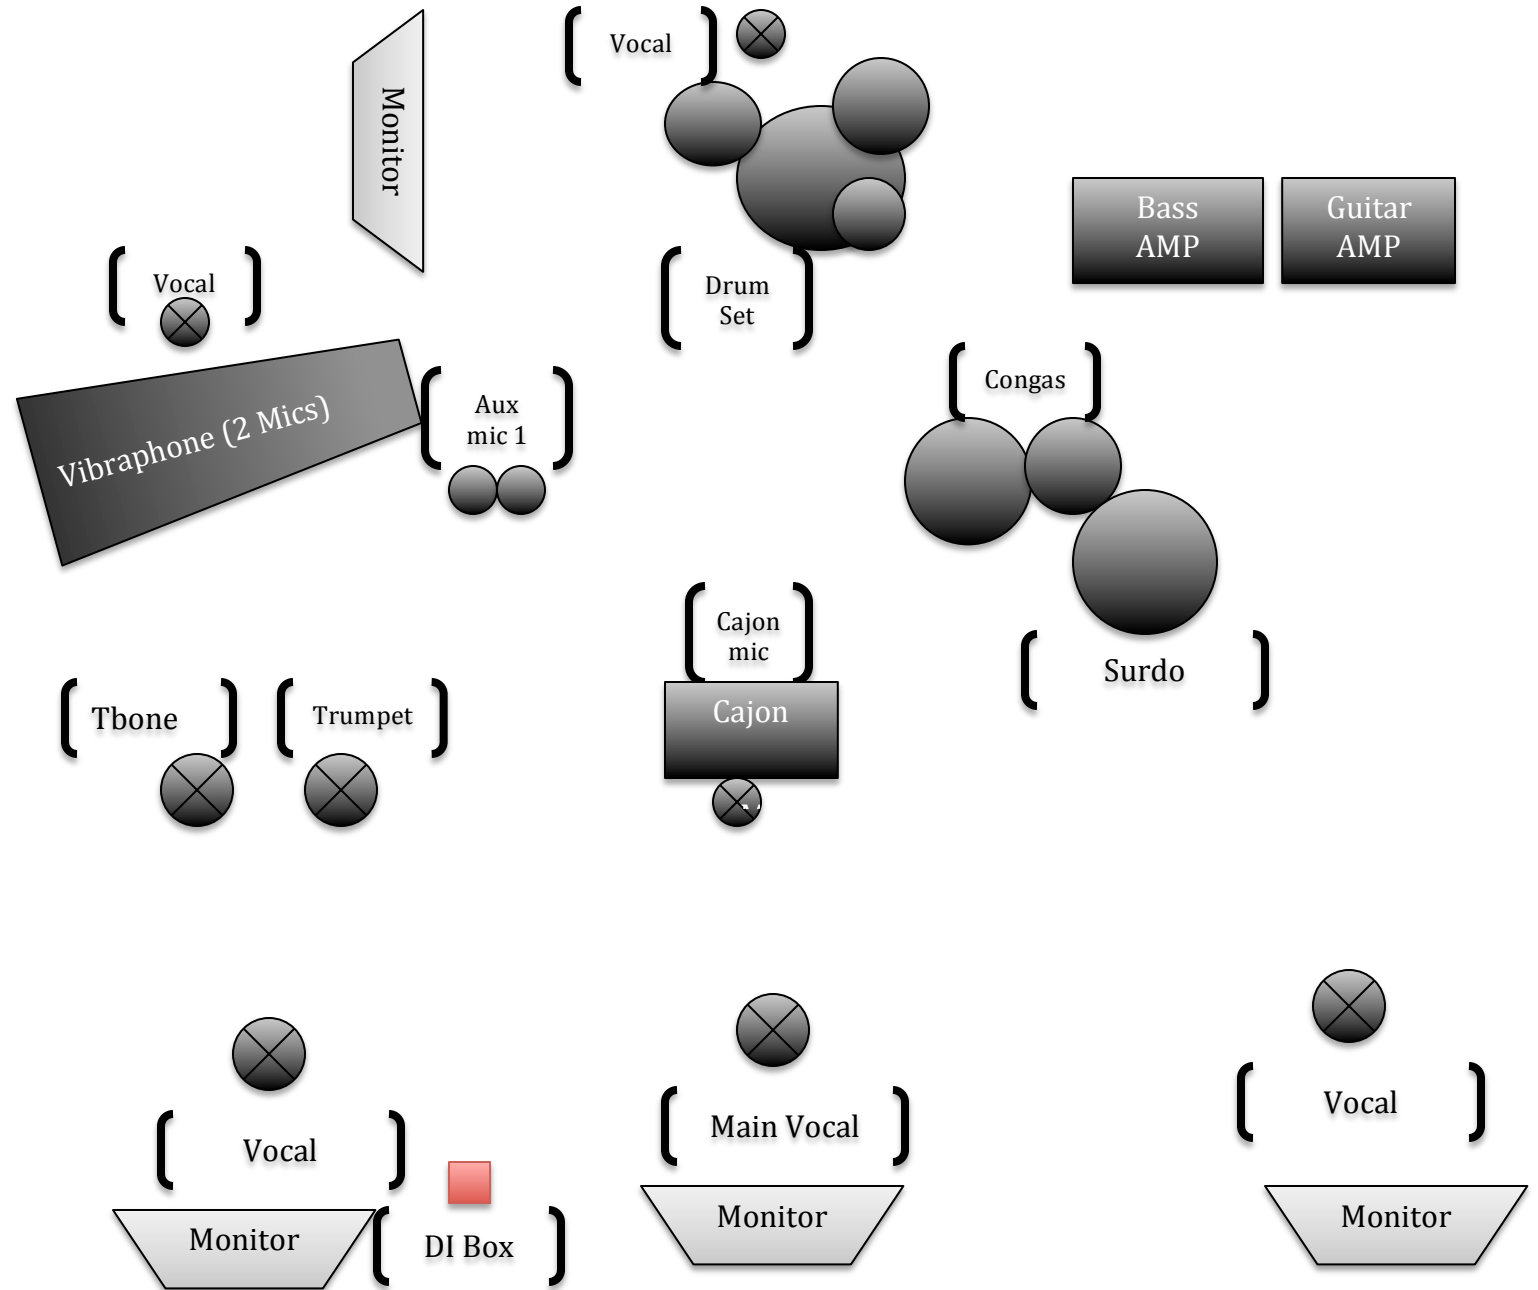 Vocal
Monitor
Bass
AMP
Guitar
AMP
Vocal
Drum
Set
Congas
Vibraphone (2 Mics)
Aux
mic 1
Cajon
mic
Surdo
Tbone
Trumpet
Cajon
Vocal
Main Vocal
Vocal
Monitor
DI Box
Monitor
Monitor